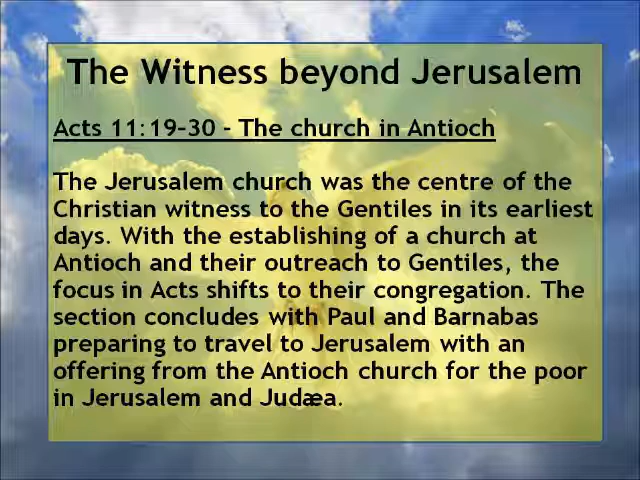 The Witness beyond Jerusalem
Acts 11:19–30 - The church in Antioch
The Jerusalem church was the centre of the
Christian witness to the Gentiles in its earliest
days. With the establishing of a church at
Antioch and their outreach to Gentiles, the
focus in Acts shifts to their congregation. The
section concludes with Paul and Barnabas
preparing to travel to Jerusalem with an
offering from the Antioch church for the poor
in Jerusalem and Judæa.